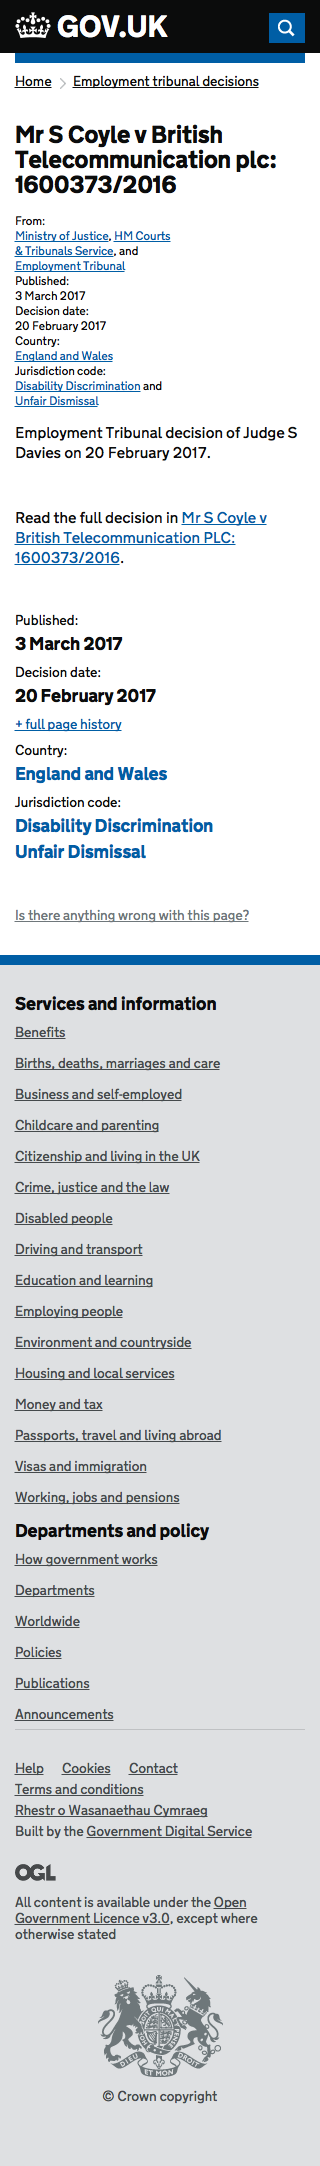 GOV.UK
Home
Employment tribunal decisions
Mr S Coyle v British
Telecommunication plc:
1600373/2016
From:
Ministry of Justice, HM Courts
& Tribunals Service, and
Employment Tribunal
Published:
3 March 2017
Decision date:
20 February 2017
Country:
England and Wales
Jurisdiction code:
Disability Discrimination and
Unfair Dismissal
Employment Tribunal decision of Judge S
Davies on 20 February 2017.
Read the full decision in Mr S Coyle v
British Telecommunication PLC:
1600373/2016.
Published:
3 March 2017
Decision date:
20 February 2017
+ full page history
Country:
England and Wales
Jurisdiction code:
Disability Discrimination
Unfair Dismissal
Is there anything wrong with this page?
Services and information
Benefits
Births, deaths, marriages and care
Business and self-employed
Childcare and parenting
Citizenship and living in the UK
Crime, justice and the law
Disabled people
Driving and transport
Education and learning
Employing people
Environment and countryside
Housing and local services
Money and tax
Passports, travel and living abroad
Visas and immigration
Working, jobs and pensions
Departments and policy
How government works
Departments
Worldwide
Policies
Publications
Announcements
Help Cookies Contact
Terms and conditions
Rhestr o Wasanaethau Cymraeg
Built by the Government Digital Service
OGL
All content is available under the Open
Government Licence v3.0, except where
otherwise stated
DIEU ET MON
© Crown copyright